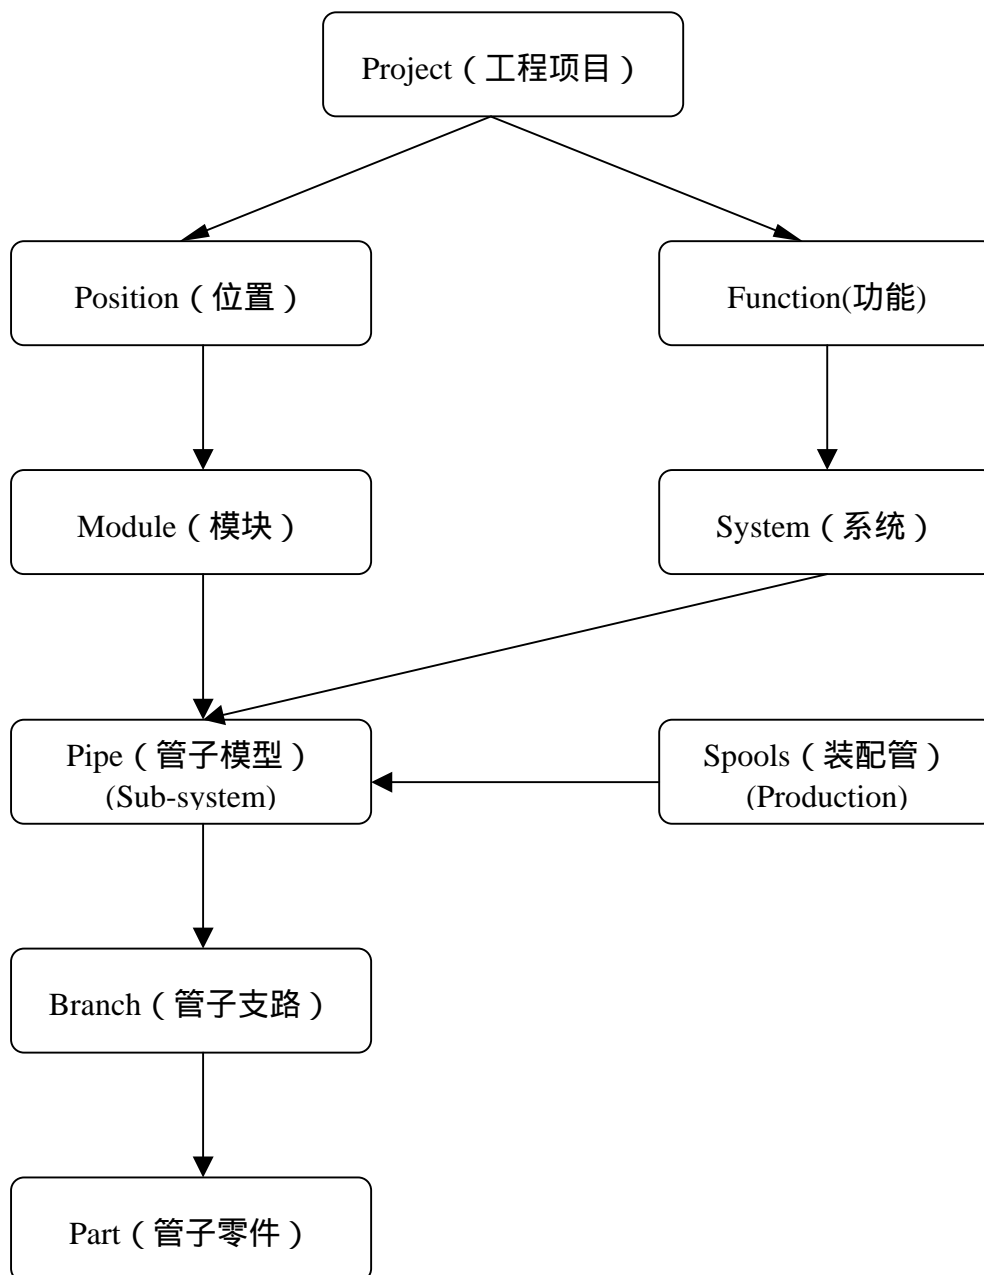 Project（工程项目）
Position（位置）
Function(功能)
Module（模块）
System（系统）
Pipe（管子模型）
(Sub-system)
Spools（装配管）
(Production)
Branch（管子支路）
Part（管子零件）